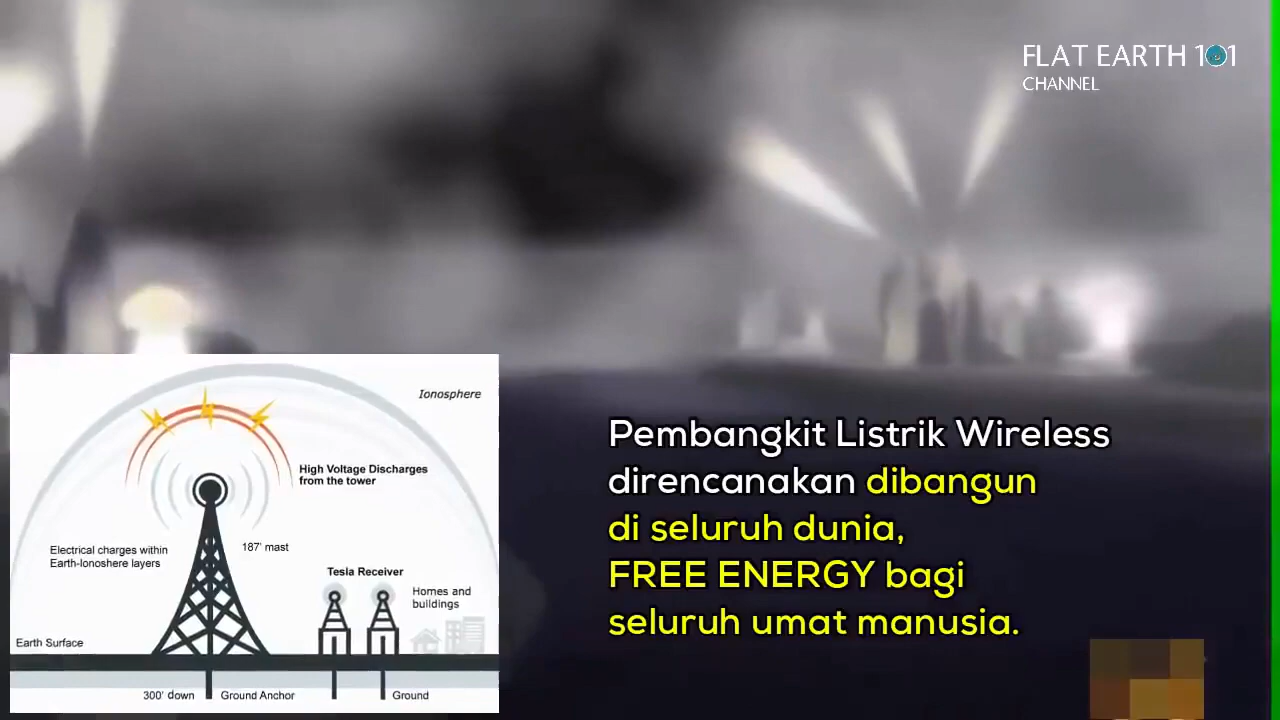 FLAT EARTH 101
CHANNEL
Ionosphere
High Voltage Discharges
from the tower
Electrical charges within
Earth-Ionoshere layers
187' mast
Tesla Receiver
Homes and
buildings
Earth Surface
300' down
Ground Anchor
Ground
Pembangkit Listrik Wireless
direncanakan dibangun
di seluruh dunia,
FREE ENERGY bagi
seluruh umat manusia.